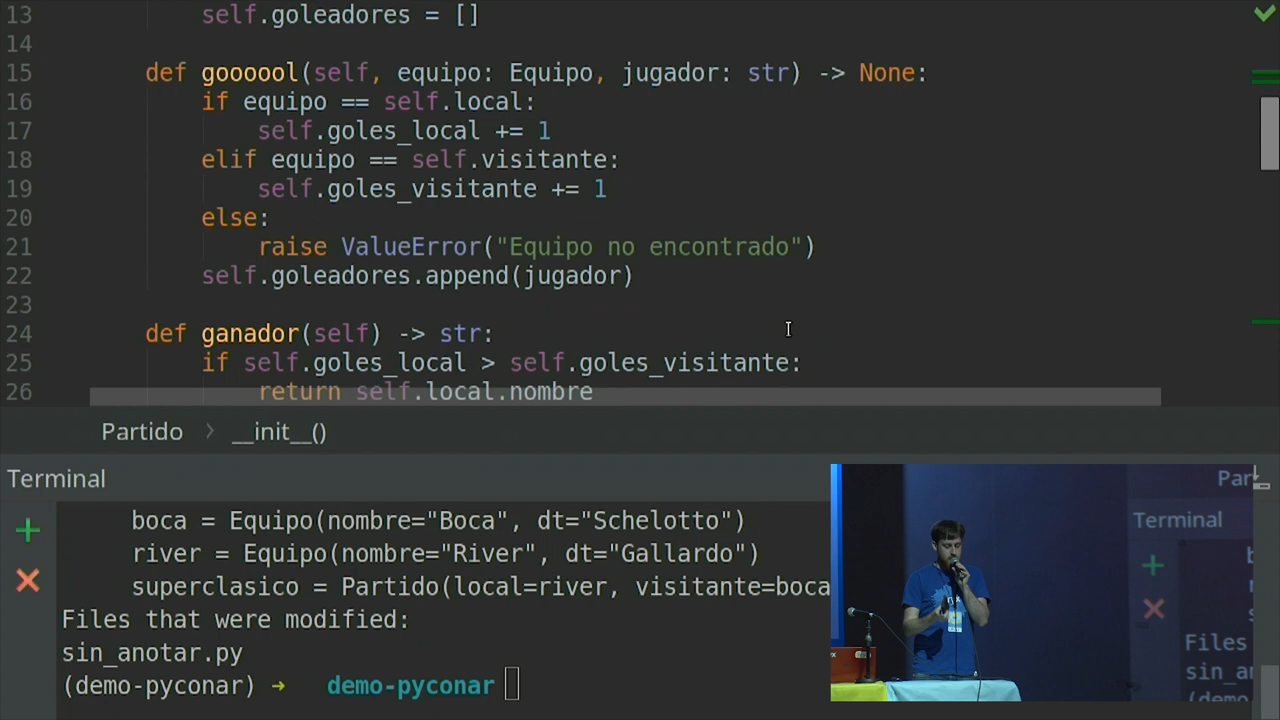 13 self.goleadores = []
14
15 def goooool(self, equipo: Equipo, jugador: str) -> None:
16 if equipo == self.local:
17 self.goles_local += 1
18 elif equipo == self.visitante:
19 self.goles_visitante += 1
20 else:
21 raise ValueError("Equipo no encontrado")
22 self.goleadores.append(jugador)
23
24 def ganador(self) -> str:
25 if self.goles_local > self.goles_visitante:
26 return self.local.nombre
Partido > __init__()
Terminal
boca = Equipo(nombre="Boca", dt="Schelotto")
river = Equipo(nombre="River", dt="Gallardo")
superclasico = Partido(local=river, visitante=boca
Files that were modified:
sin_anotar.py
(demo-pyconar) → demo-pyconar
Par
Terminal
Files
sin_a
(demo